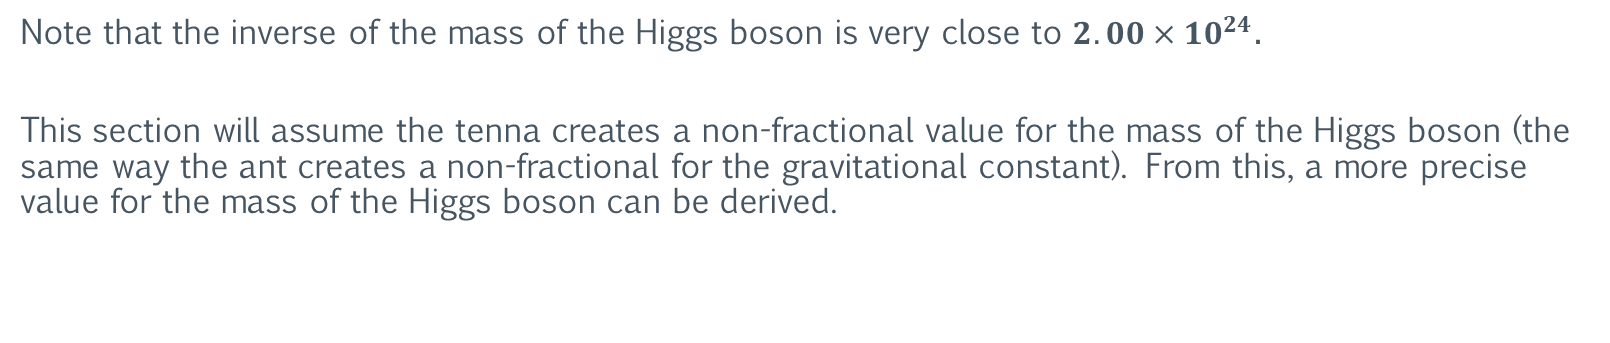 Note that the inverse of the mass of the Higgs boson is very close to 2.00 × 10²⁴.
This section will assume the tenna creates a non-fractional value for the mass of the Higgs boson (the
same way the ant creates a non-fractional for the gravitational constant). From this, a more precise
value for the mass of the Higgs boson can be derived.